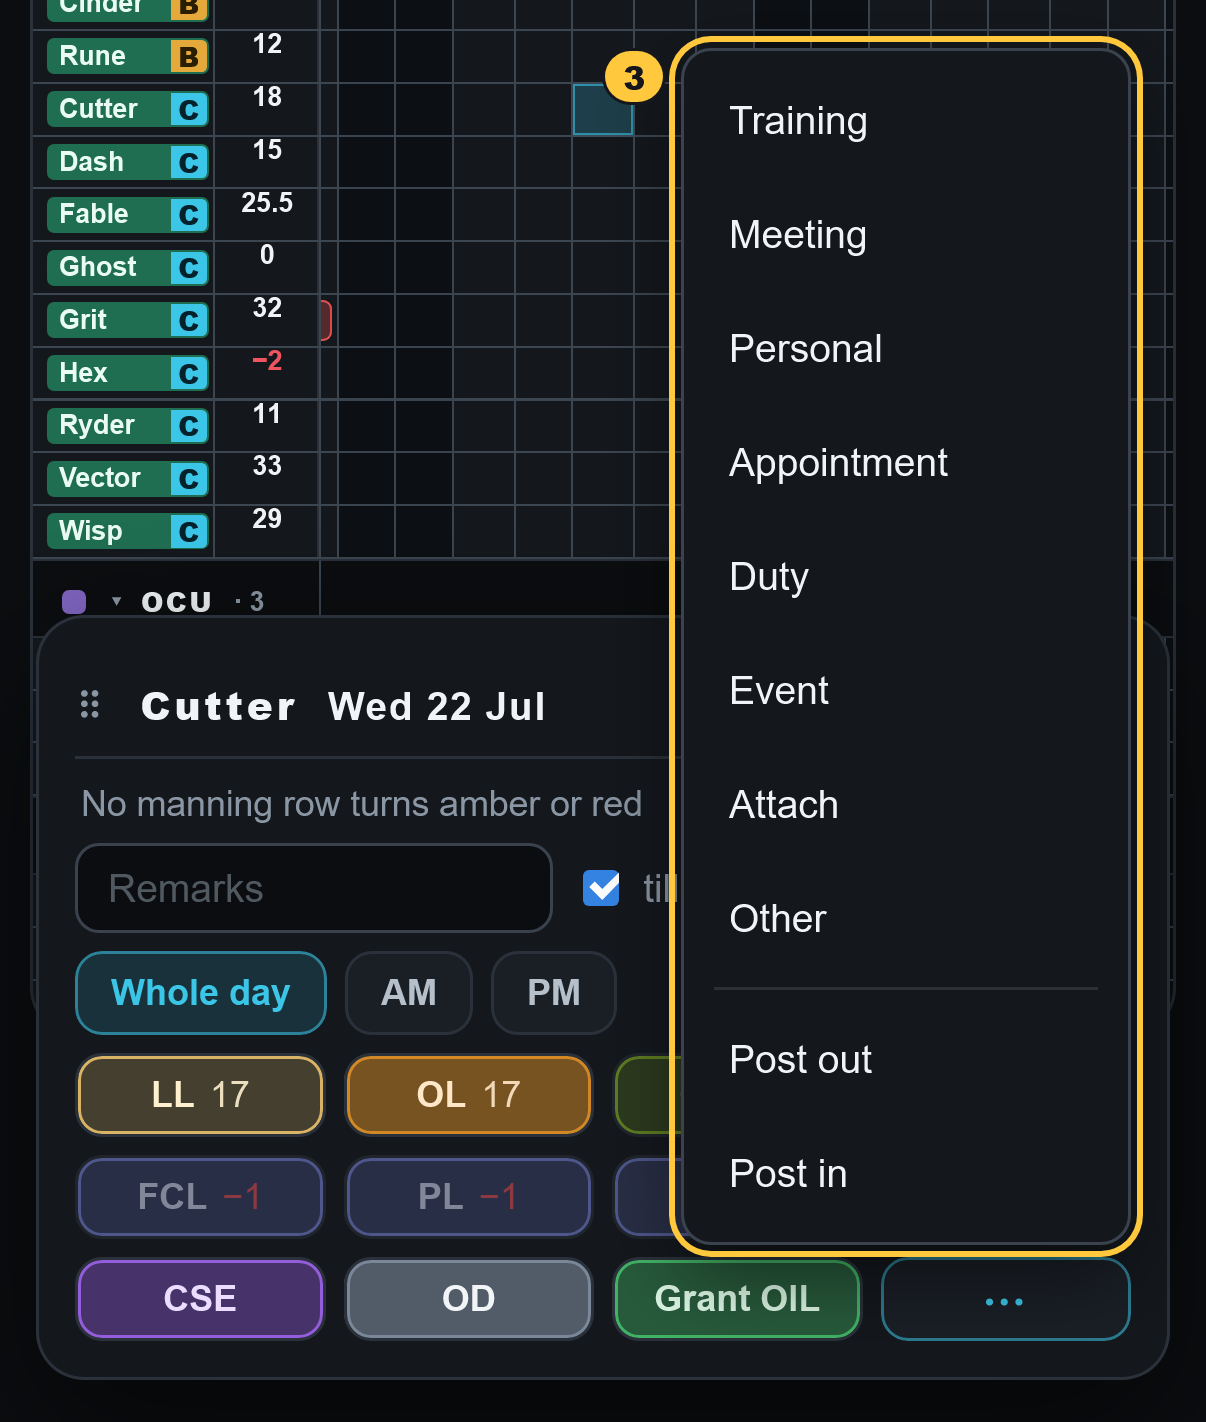 Cinder B
Rune B 12
Cutter C 18
3
Dash C 15
Fable C 25.5
Ghost C 0
Grit C 32
Hex C −2
Ryder C 11
Vector C 33
Wisp C 29
▾ OCU · 3
Cutter Wed 22 Jul
No manning row turns amber or red
Remarks
till
Whole day AM PM
LL 17 OL 17
FCL −1 PL −1
CSE OD Grant OIL ...
Training
Meeting
Personal
Appointment
Duty
Event
Attach
Other
Post out
Post in